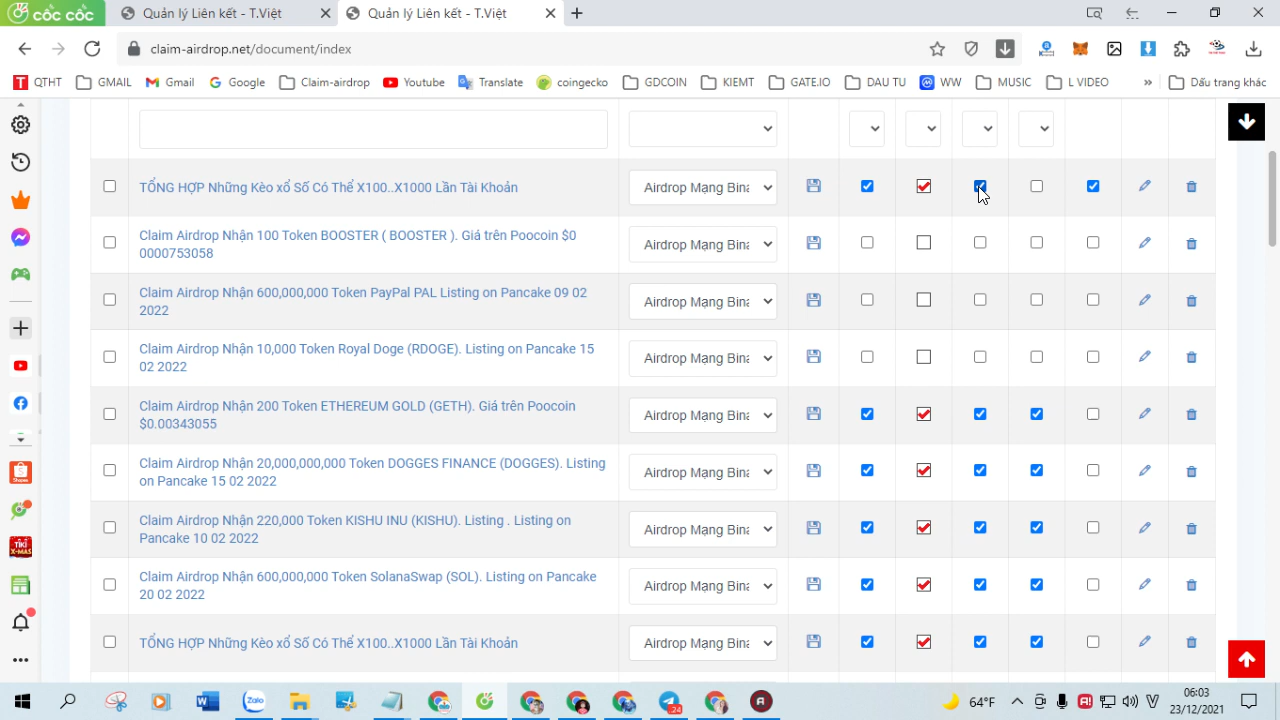 cốc cốc
Quản lý liên kết - T.Việt
Quản lý liên kết - T.Việt
claim-airdrop.net/document/index
QTHT
GMAIL
Gmail
Google
Claim-airdrop
Youtube
Translate
coingecko
GDCOIN
KIEMT
GATE.IO
DAU TU
WW
MUSIC
L VIDEO
»
Dấu trang khác
TỔNG HỢP Những Kèo xổ Số Có Thể X100..X1000 Lần Tài Khoản
Airdrop Mạng Bina
Claim Airdrop Nhận 100 Token BOOSTER ( BOOSTER ). Giá trên Poocoin $0
0000753058
Airdrop Mạng Bina
Claim Airdrop Nhận 600,000,000 Token PayPal PAL Listing on Pancake 09 02
2022
Airdrop Mạng Bina
Claim Airdrop Nhận 10,000 Token Royal Doge (RDOGE). Listing on Pancake 15
02 2022
Airdrop Mạng Bina
Claim Airdrop Nhận 200 Token ETHEREUM GOLD (GETH). Giá trên Poocoin
$0.00343055
Airdrop Mạng Bina
Claim Airdrop Nhận 20,000,000,000 Token DOGGES FINANCE (DOGGES). Listing
on Pancake 15 02 2022
Airdrop Mạng Bina
Claim Airdrop Nhận 220,000 Token KISHU INU (KISHU). Listing . Listing on
Pancake 10 02 2022
Airdrop Mạng Bina
Claim Airdrop Nhận 600,000,000 Token SolanaSwap (SOL). Listing on Pancake
20 02 2022
Airdrop Mạng Bina
TỔNG HỢP Những Kèo xổ Số Có Thể X100..X1000 Lần Tài Khoản
Airdrop Mạng Bina
Zalo
24
64°F
06:03
23/12/2021